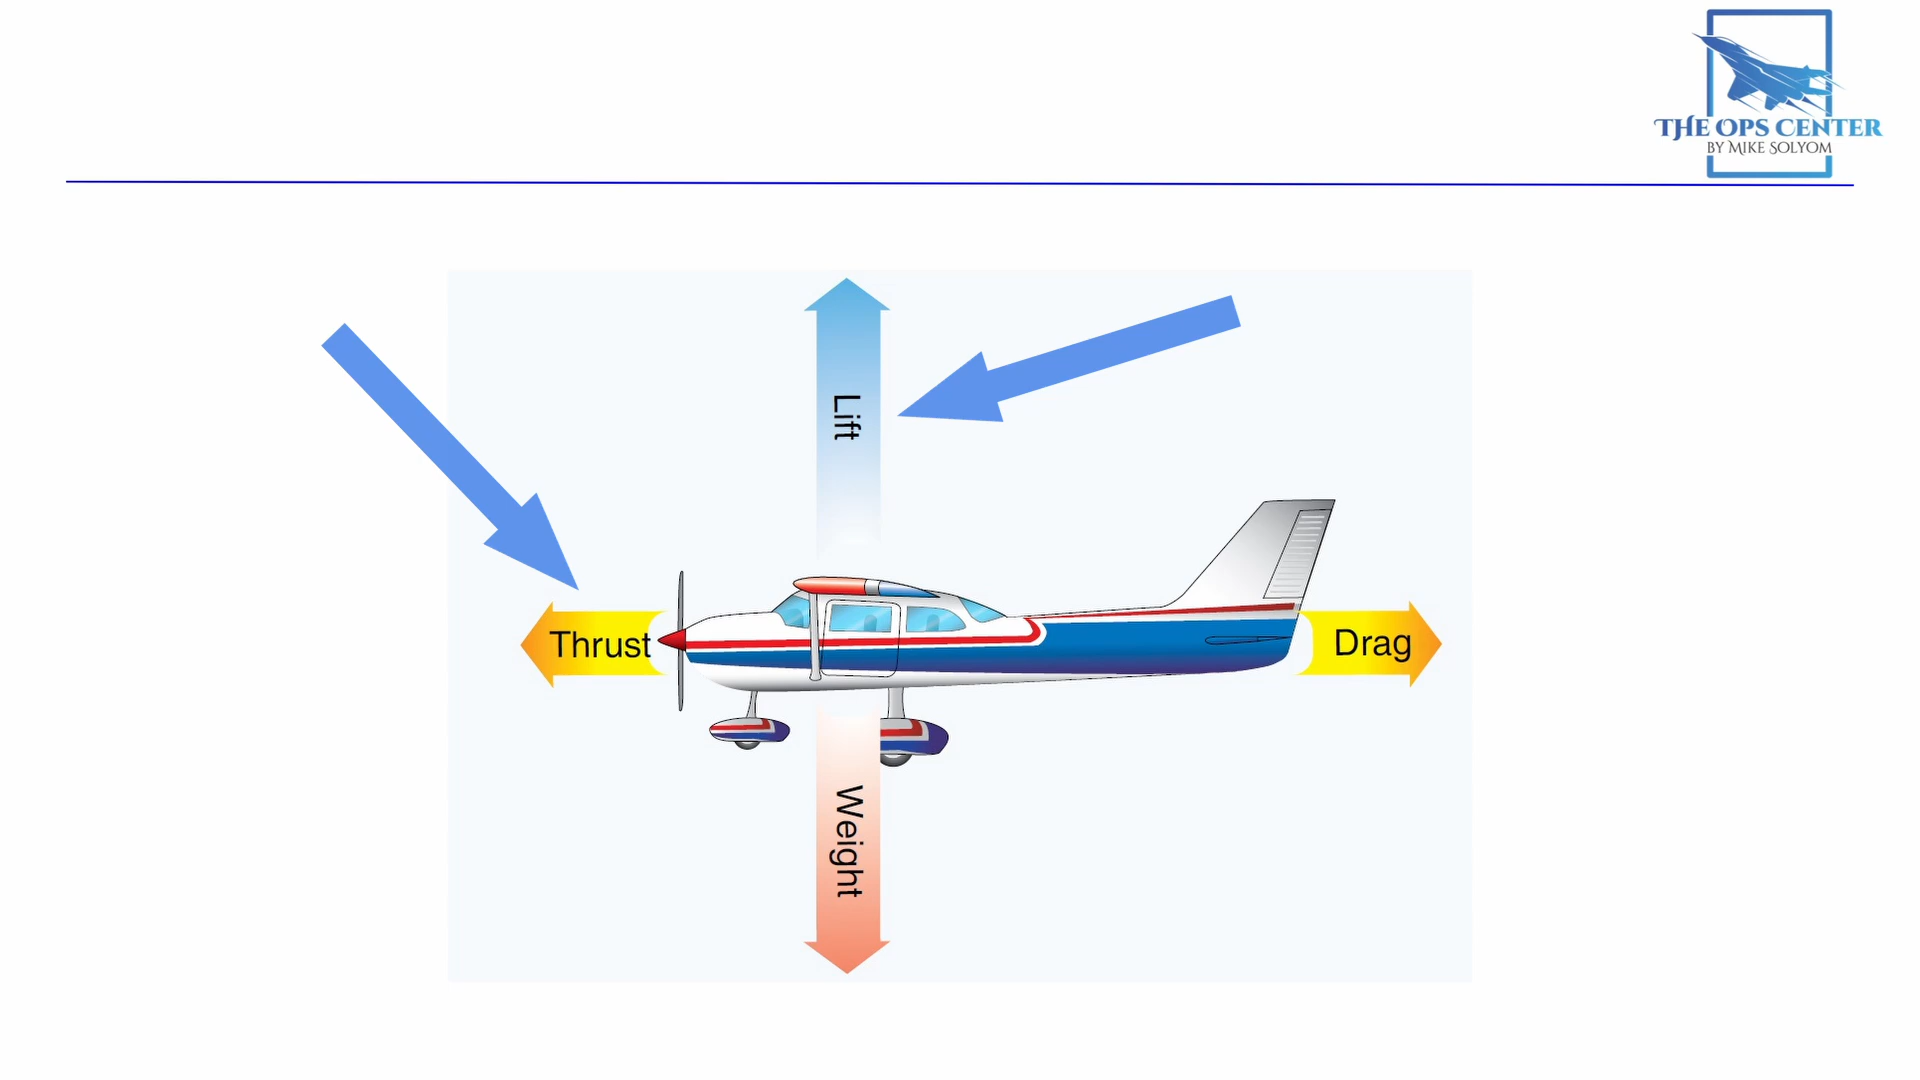 THE OPS CENTER
BY MIKE SOLYOM
Lift
Thrust
Drag
Weight